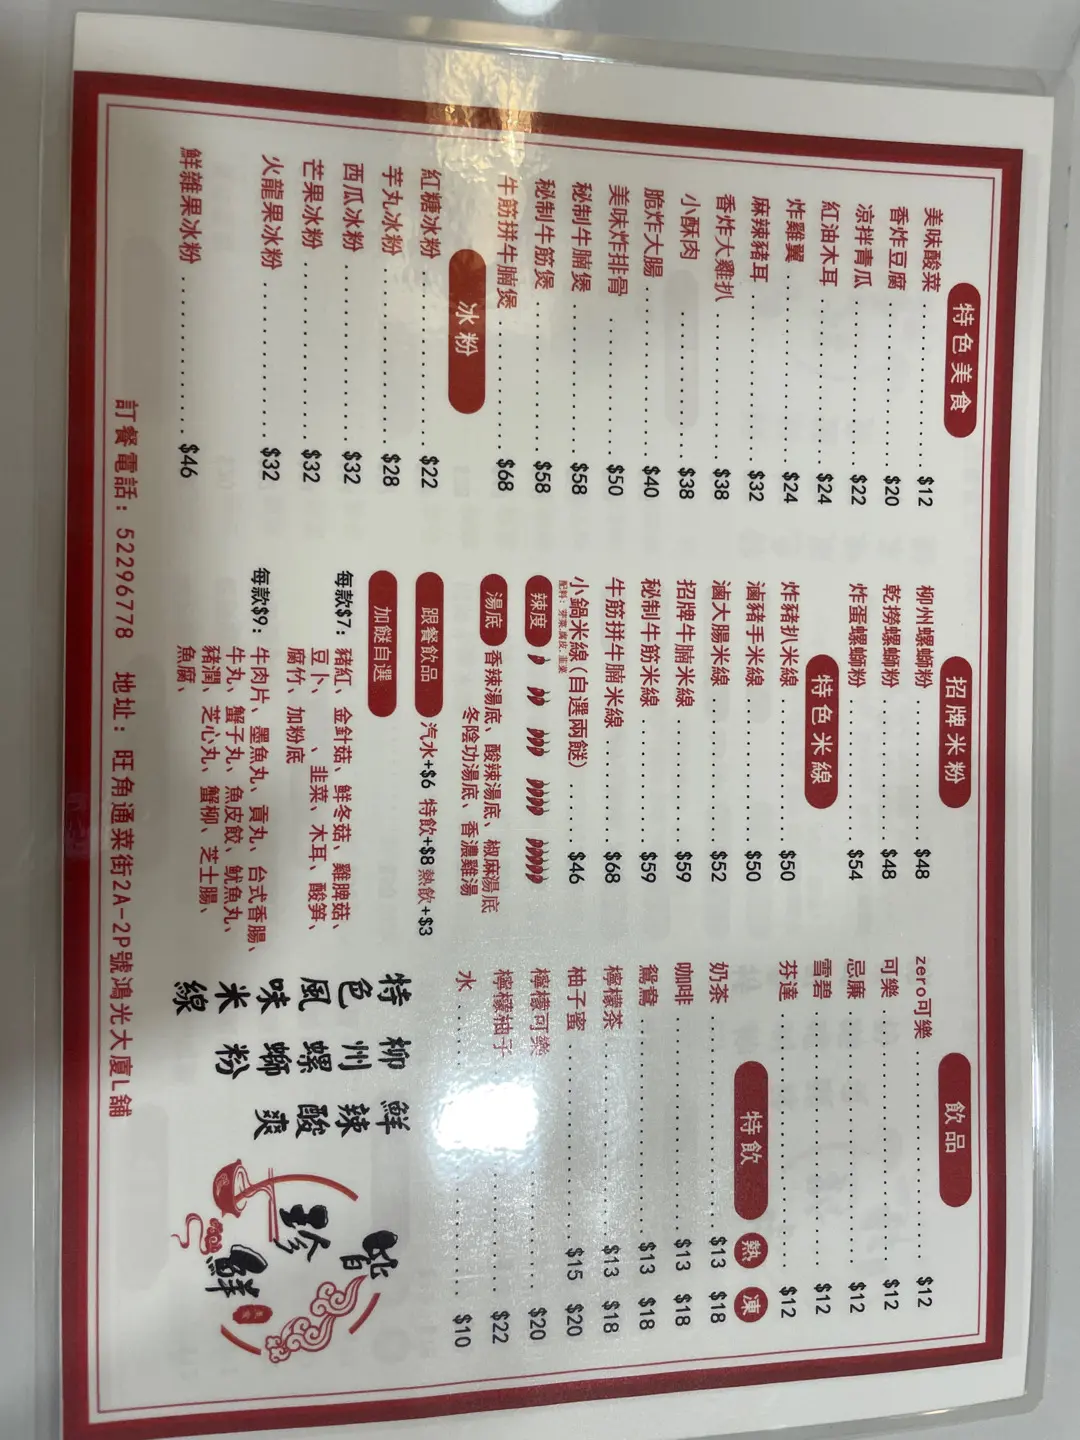 特色美食
美味酸菜 $12
香炸豆腐 $20
凉拌青瓜 $22
紅油木耳 $24
炸雞翼 $24
麻辣豬耳 $32
香炸大雞扒 $38
小酥肉 $38
脆炸大腸 $40
美味炸排骨 $50
秘制牛腩煲 $58
秘制牛筋煲 $58
牛筋拼牛腩煲 $68
冰粉
紅糖冰粉 $22
芋丸冰粉 $28
西瓜冰粉 $32
芒果冰粉 $32
火龍果冰粉 $32
鮮雜果冰粉 $46
招牌米粉
柳州螺螄粉 $48
乾撈螺螄粉 $48
炸蛋螺螄粉 $54
特色米線
炸豬扒米線 $50
滷豬手米線 $50
滷大腸米線 $52
招牌牛腩米線 $59
秘制牛筋米線 $59
牛筋拼牛腩米線 $68
小鍋米線(自選兩餸) $46
配料: 芽菜,腐皮,韭菜
辣度
湯底 香辣湯底、酸辣湯底、椒麻湯底
冬陰功湯底、香濃雞湯
跟餐飲品 汽水+$6 特飲+$8 熱飲+$3
加餸自選
每款$7: 豬紅、金針菇、鮮冬菇、雞脾菇、
豆卜、 、韭菜、木耳、酸笋、
腐竹、加粉底
每款$9: 牛肉片、墨魚丸、貢丸、台式香腸、
牛丸、蟹子丸、魚皮餃、魷魚丸、
豬潤、芝心丸、蟹柳、芝士腸、
魚腐、
飲品
zero可樂 $12
可樂 $12
忌廉 $12
雪碧 $12
芬達 $12
特飲 熱 凍
奶茶 $13 $18
咖啡 $13 $18
鴛鴦 $13 $18
檸檬茶 $13 $18
柚子蜜 $15 $20
檸檬可樂 $20
檸檬柚子 $22
水 $10
特色風味米線
柳州螺螄粉
鮮辣酸爽
皆珍鮮
訂餐電話: 52296778 地址: 旺角通菜街2A-2P號鴻光大廈L舖